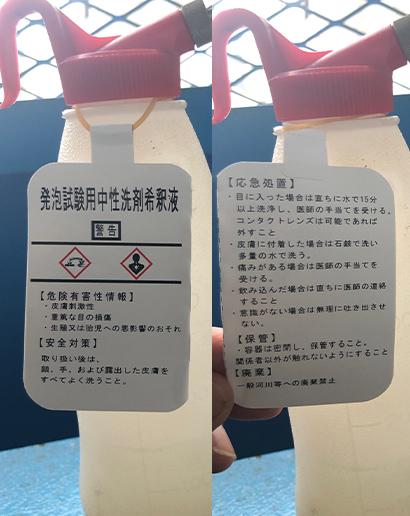 発泡試験用中性洗剤希釈液
警告
【危険有害性情報】
・皮膚刺激性
・重篤な目の損傷
・生殖又は胎児への悪影響のおそれ
【安全対策】
取り扱い後は、
顔、手、および露出した皮膚を
すべてよく洗うこと。
【応急処置】
・目に入った場合は直ちに水で15分
以上洗浄し、医師の手当てを受ける。
コンタクトレンズは可能であれば
外すこと
・皮膚に付着した場合は石鹸で洗い
多量の水で洗う。
・痛みがある場合は医師の手当てを
受ける。
・飲み込んだ場合は直ちに医師の連絡
すること
・意識がない場合は無理に吐き出させ
ない。
【保管】
・容器は密閉し、保管すること。
関係者以外が触れないようにすること
【廃棄】
一般河川等への廃棄禁止